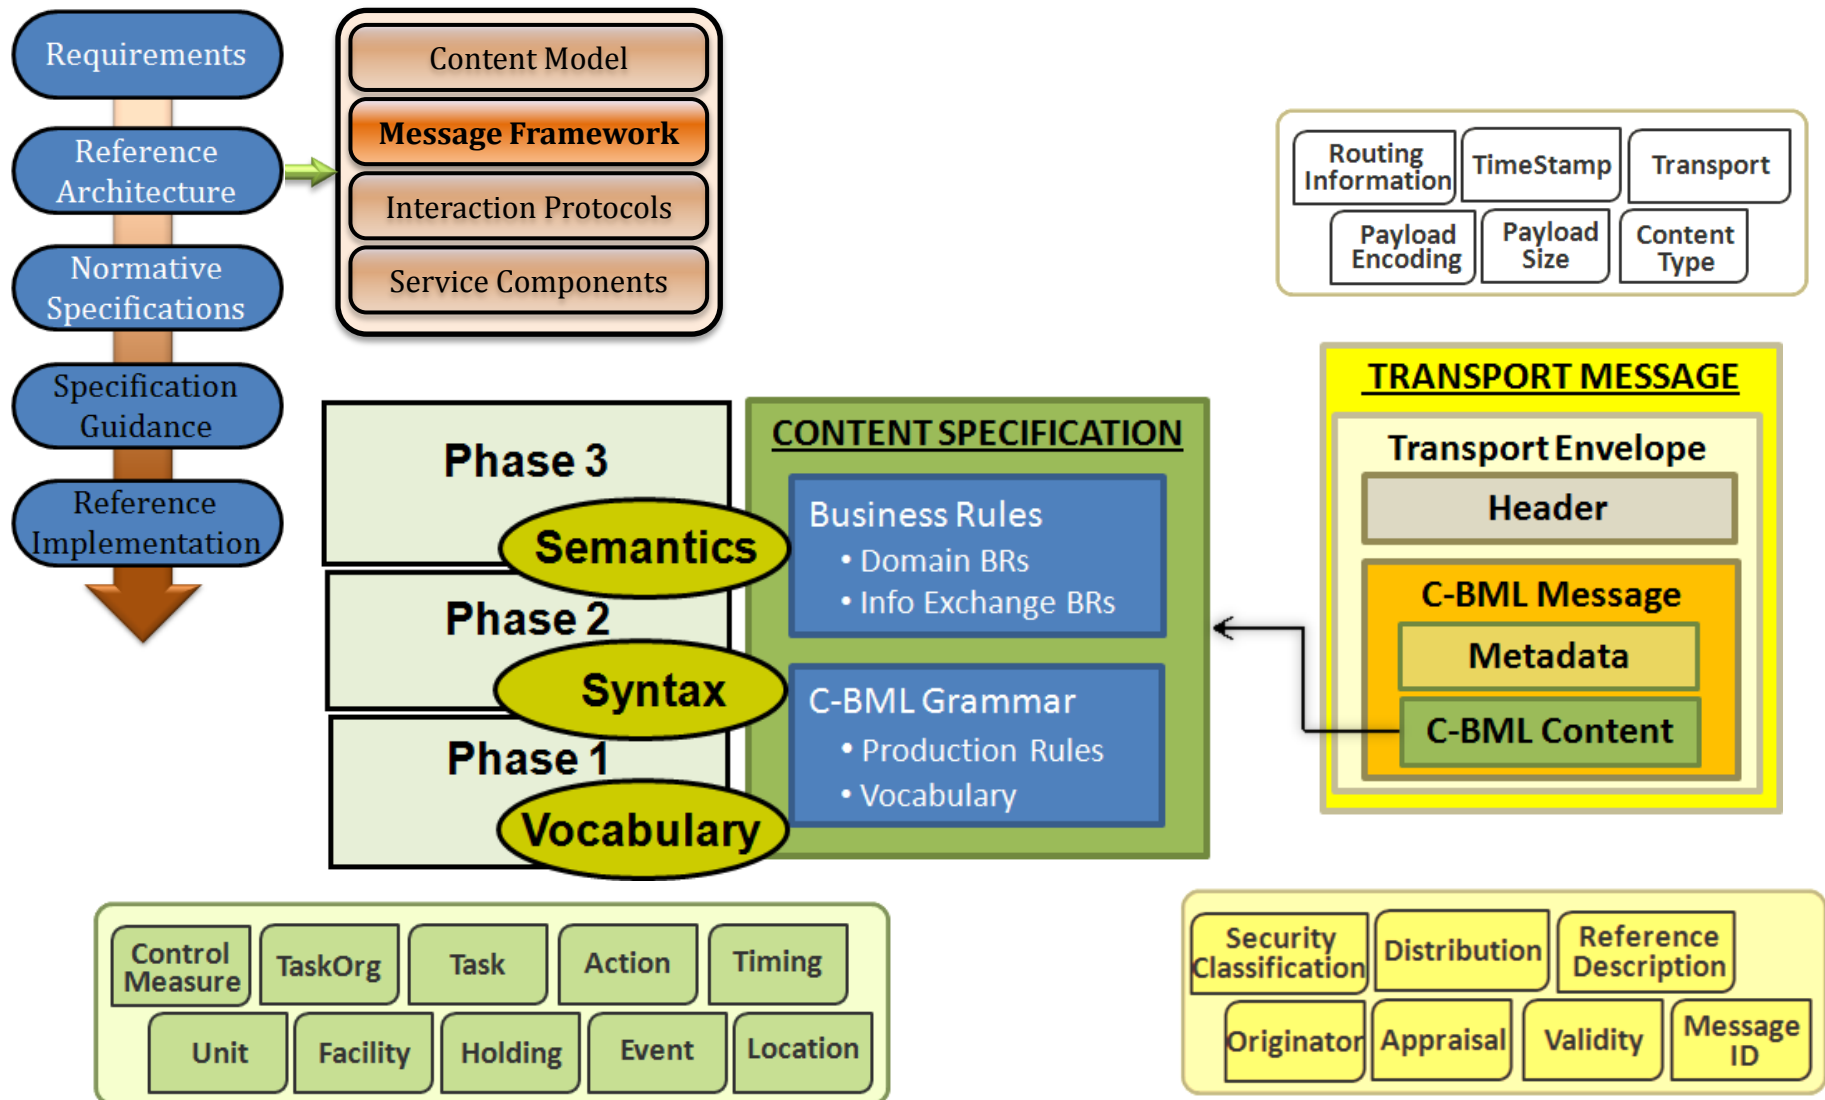 Requirements
Reference
Architecture
Normative
Specifications
Specification
Guidance
Reference
Implementation
Content Model
Message Framework
Interaction Protocols
Service Components
Routing
Information
TimeStamp
Transport
Payload
Encoding
Payload
Size
Content
Type
Phase 3
Semantics
Phase 2
Syntax
Phase 1
Vocabulary
CONTENT SPECIFICATION
Business Rules
• Domain BRs
• Info Exchange BRs
C-BML Grammar
• Production Rules
• Vocabulary
TRANSPORT MESSAGE
Transport Envelope
Header
C-BML Message
Metadata
C-BML Content
Control
Measure
TaskOrg
Task
Action
Timing
Unit
Facility
Holding
Event
Location
Security
Classification
Distribution
Reference
Description
Originator
Appraisal
Validity
Message
ID